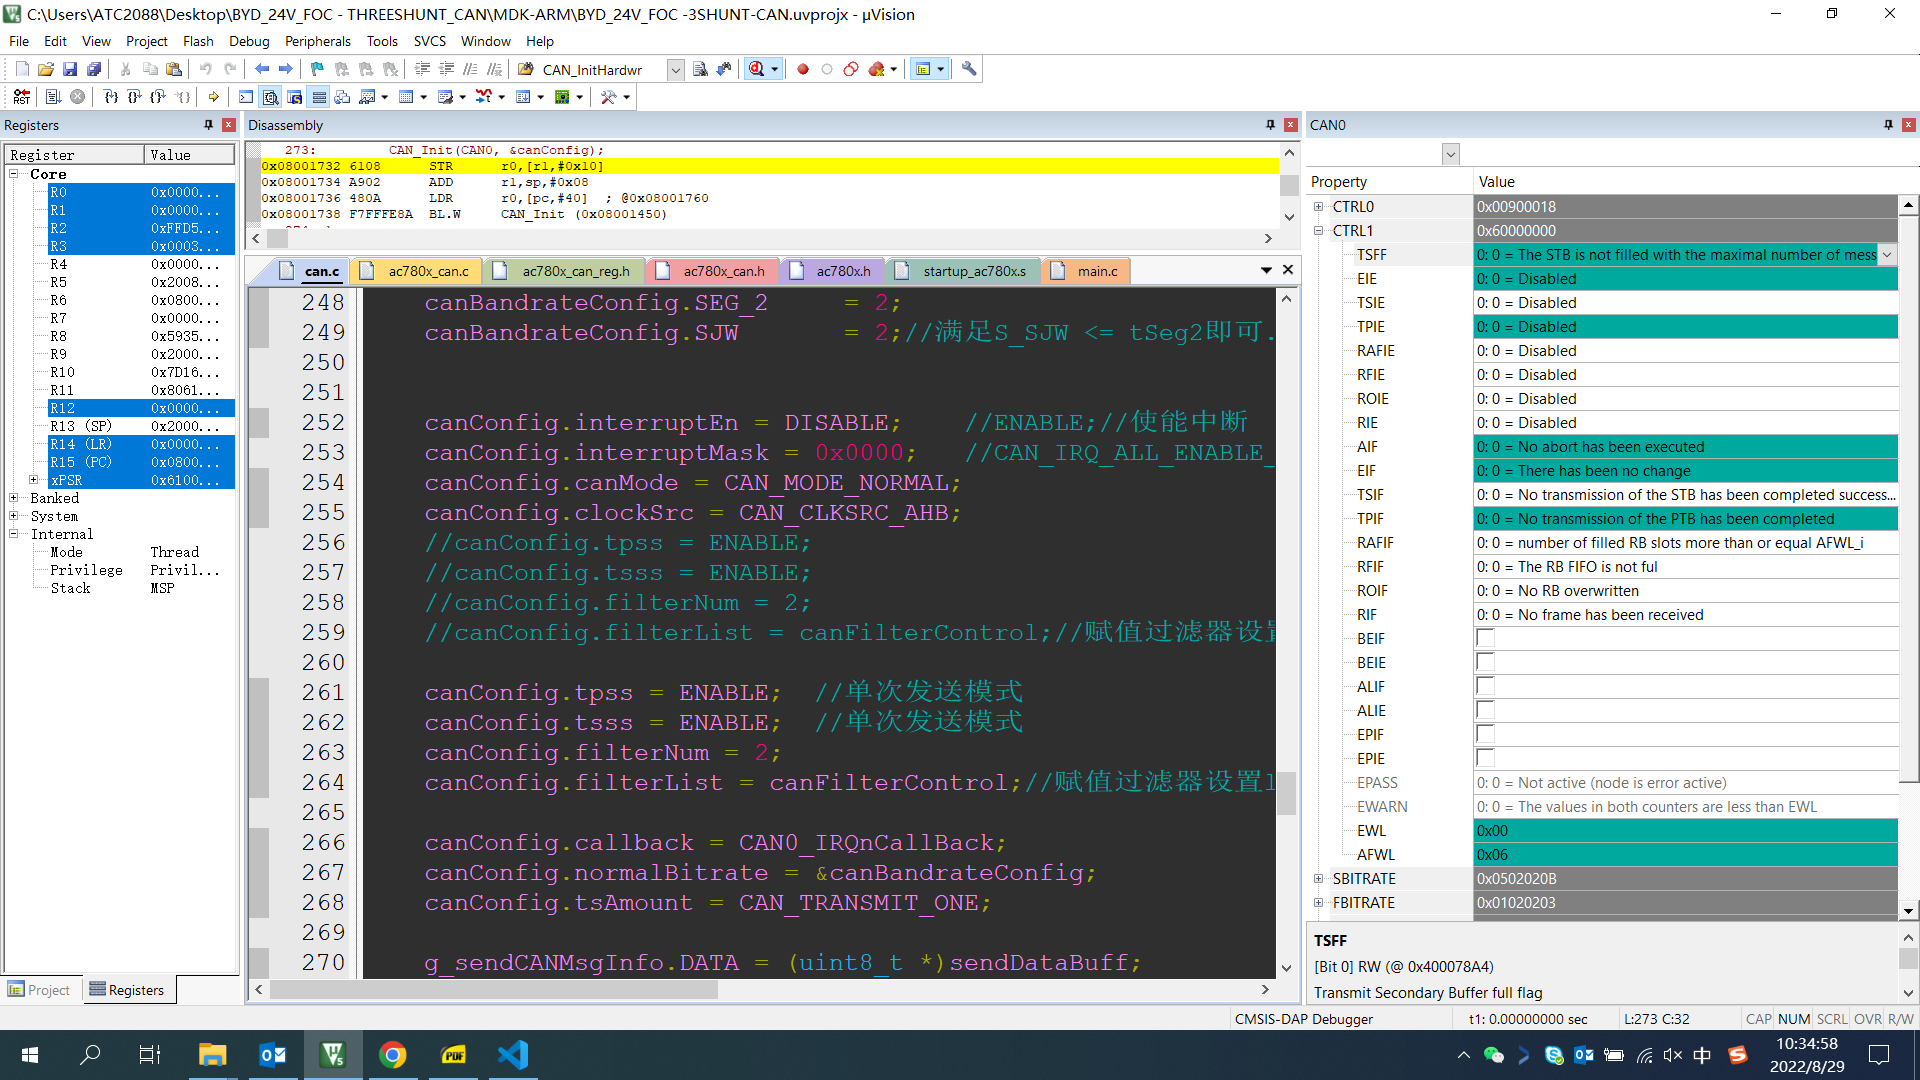 C:\Users\ATC2088\Desktop\BYD_24V_FOC - THREESHUNT_CAN\MDK-ARM\BYD_24V_FOC -3SHUNT-CAN.uvprojx - µVision
File Edit View Project Flash Debug Peripherals Tools SVCS Window Help
CAN_InitHardwr
Registers
Register Value
Core
R0 0x0000...
R1 0x0000...
R2 0xFFD5...
R3 0x0003...
R4 0x0000...
R5 0x2008...
R6 0x0800...
R7 0x0000...
R8 0x5935...
R9 0x2000...
R10 0x7D16...
R11 0x8061...
R12 0x0000...
R13 (SP) 0x2000...
R14 (LR) 0x0000...
R15 (PC) 0x0800...
xPSR 0x6100...
Banked
System
Internal
Mode Thread
Privilege Privil...
Stack MSP
Project Registers
Disassembly
273: CAN_Init(CAN0, &canConfig);
0x08001732 6108 STR r0,[r1,#0x10]
0x08001734 A902 ADD r1,sp,#0x08
0x08001736 480A LDR r0,[pc,#40] ; @0x08001760
0x08001738 F7FFFE8A BL.W CAN_Init (0x08001450)
can.c ac780x_can.c ac780x_can_reg.h ac780x_can.h ac780x.h startup_ac780x.s main.c
248 canBandrateConfig.SEG_2 = 2;
249 canBandrateConfig.SJW = 2;//满足S_SJW <= tSeg2即可.
250
251
252 canConfig.interruptEn = DISABLE; //ENABLE;//使能中断
253 canConfig.interruptMask = 0x0000; //CAN_IRQ_ALL_ENABLE_
254 canConfig.canMode = CAN_MODE_NORMAL;
255 canConfig.clockSrc = CAN_CLKSRC_AHB;
256 //canConfig.tpss = ENABLE;
257 //canConfig.tsss = ENABLE;
258 //canConfig.filterNum = 2;
259 //canConfig.filterList = canFilterControl;//赋值过滤器设置
260
261 canConfig.tpss = ENABLE; //单次发送模式
262 canConfig.tsss = ENABLE; //单次发送模式
263 canConfig.filterNum = 2;
264 canConfig.filterList = canFilterControl;//赋值过滤器设置l
265
266 canConfig.callback = CAN0_IRQnCallBack;
267 canConfig.normalBitrate = &canBandrateConfig;
268 canConfig.tsAmount = CAN_TRANSMIT_ONE;
269
270 g_sendCANMsgInfo.DATA = (uint8_t *)sendDataBuff;
CAN0
Property Value
CTRL0 0x00900018
CTRL1 0x60000000
TSFF 0: 0 = The STB is not filled with the maximal number of mess
EIE 0: 0 = Disabled
TSIE 0: 0 = Disabled
TPIE 0: 0 = Disabled
RAFIE 0: 0 = Disabled
RFIE 0: 0 = Disabled
ROIE 0: 0 = Disabled
RIE 0: 0 = Disabled
AIF 0: 0 = No abort has been executed
EIF 0: 0 = There has been no change
TSIF 0: 0 = No transmission of the STB has been completed success...
TPIF 0: 0 = No transmission of the PTB has been completed
RAFIF 0: 0 = number of filled RB slots more than or equal AFWL_i
RFIF 0: 0 = The RB FIFO is not ful
ROIF 0: 0 = No RB overwritten
RIF 0: 0 = No frame has been received
BEIF
BEIE
ALIF
ALIE
EPIF
EPIE
EPASS 0: 0 = Not active (node is error active)
EWARN 0: 0 = The values in both counters are less than EWL
EWL 0x00
AFWL 0x06
SBITRATE 0x0502020B
FBITRATE 0x01020203
TSFF
[Bit 0] RW (@ 0x400078A4)
Transmit Secondary Buffer full flag
CMSIS-DAP Debugger t1: 0.00000000 sec L:273 C:32 CAP NUM SCRL OVR R/W
中
10:34:58
2022/8/29